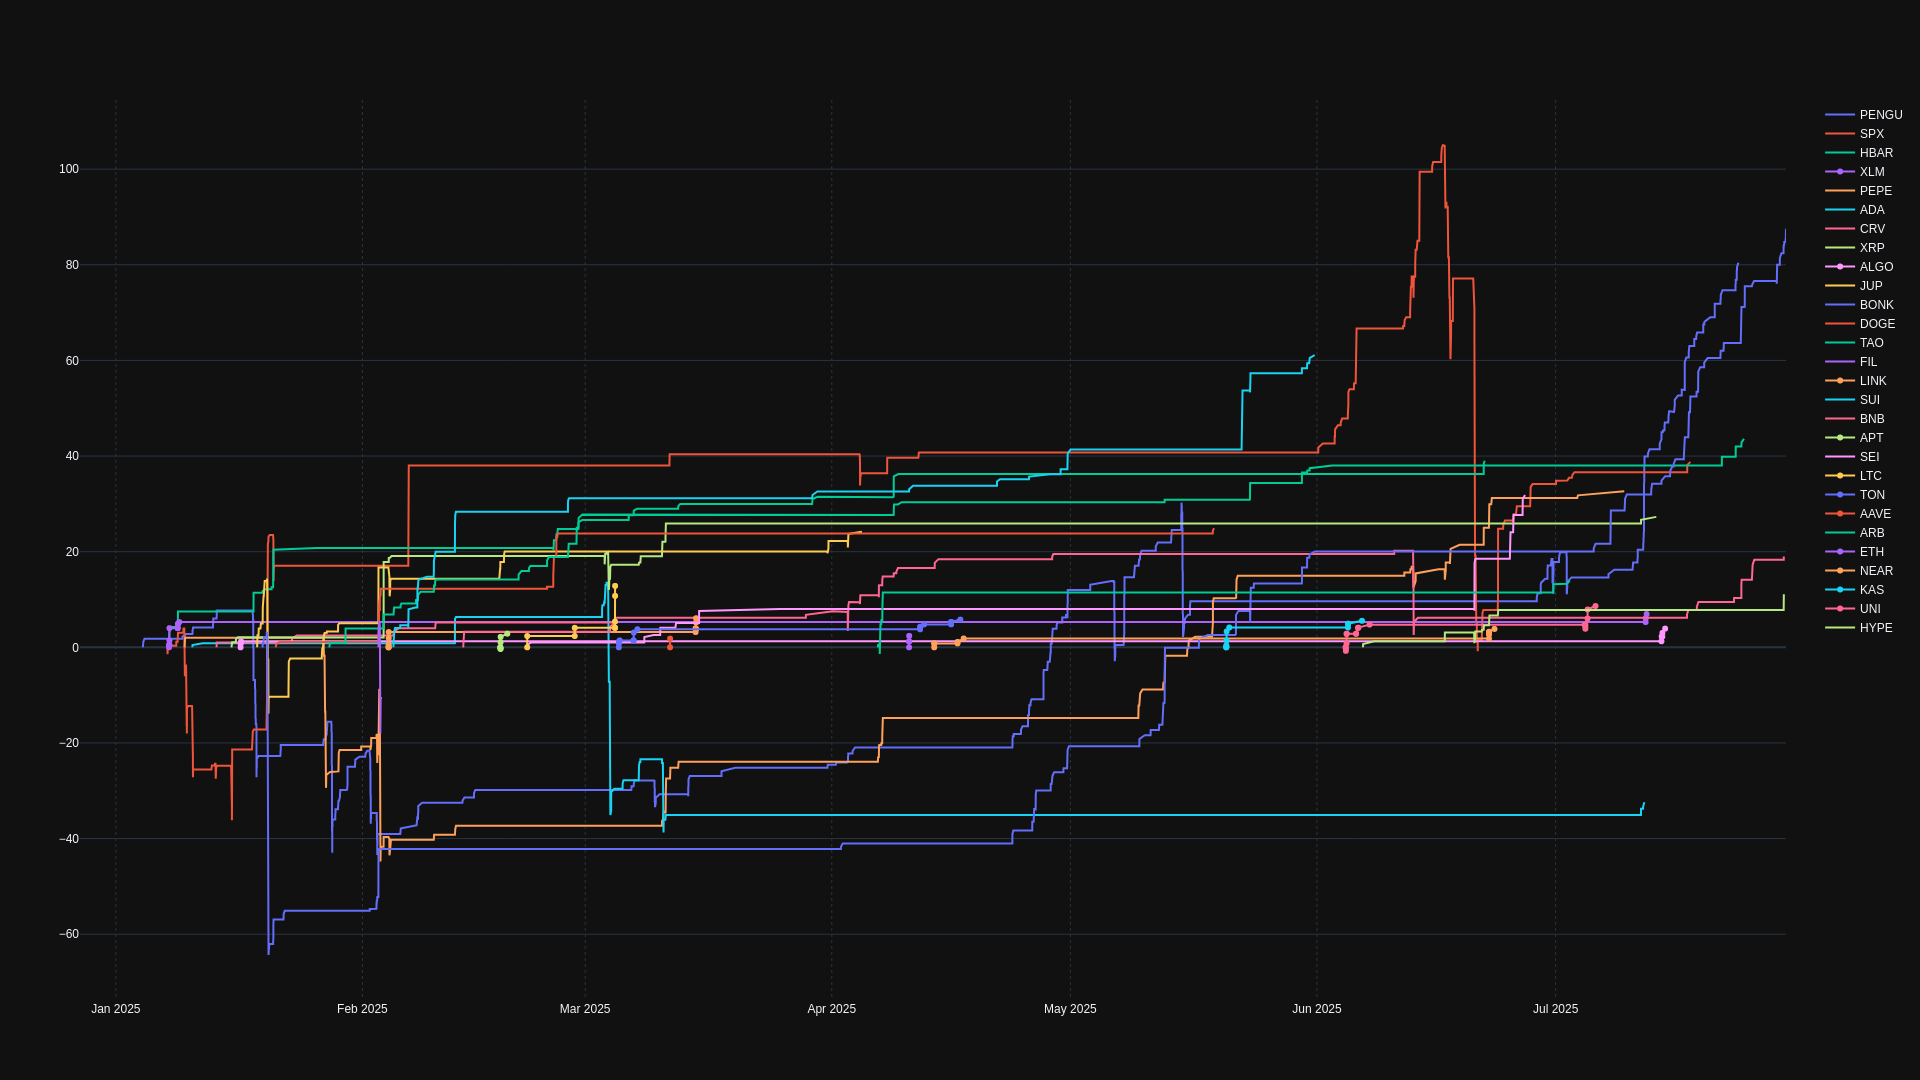 100
80
60
40
20
0
−20
−40
−60
Jan 2025
Feb 2025
Mar 2025
Apr 2025
May 2025
Jun 2025
Jul 2025
PENGU
SPX
HBAR
XLM
PEPE
ADA
CRV
XRP
ALGO
JUP
BONK
DOGE
TAO
FIL
LINK
SUI
BNB
APT
SEI
LTC
TON
AAVE
ARB
ETH
NEAR
KAS
UNI
HYPE